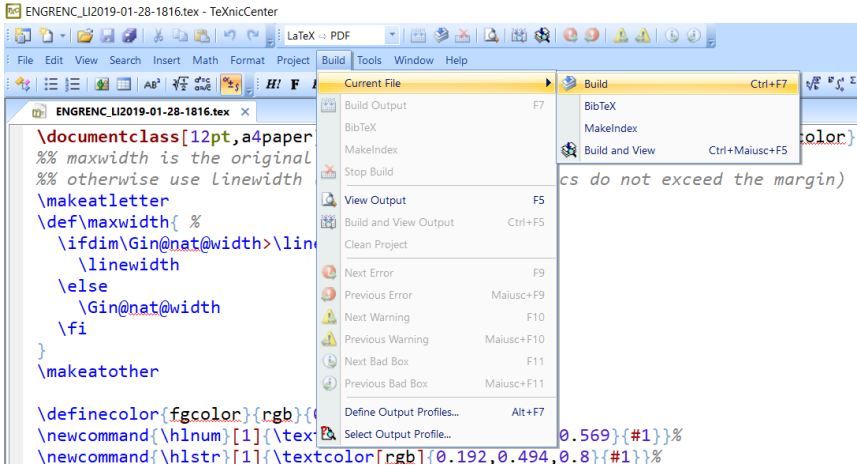 ENGRENC_LI2019-01-28-1816.tex - TeXnicCenter
LaTeX ⇨ PDF
File Edit View Search Insert Math Format Project Build Tools Window Help
H! F
ENGRENC_LI2019-01-28-1816.tex
Current File
Build Output F7
BibTeX
MakeIndex
Stop Build
View Output F5
Build and View Output Ctrl+F5
Clean Project
Next Error F9
Previous Error Maiusc+F9
Next Warning F10
Previous Warning Maiusc+F10
Next Bad Box F11
Previous Bad Box Maiusc+F11
Define Output Profiles... Alt+F7
Select Output Profile...
Build Ctrl+F7
BibTeX
MakeIndex
Build and View Ctrl+Maiusc+F5
\documentclass[12pt,a4paper] color}
%% maxwidth is the original
%% otherwise use linewidth cs do not exceed the margin)
\makeatletter
\def\maxwidth{ %
\ifdim\Gin@nat@width>\line
\linewidth
\else
\Gin@nat@width
\fi
}
\makeatother
\definecolor{fgcolor}{rgb}{0
\newcommand{\hlnum}[1]{\text 0.569}{#1}}%
\newcommand{\hlstr}[1]{\textcolor[rgb]{0.192,0.494,0.8}{#1}}%